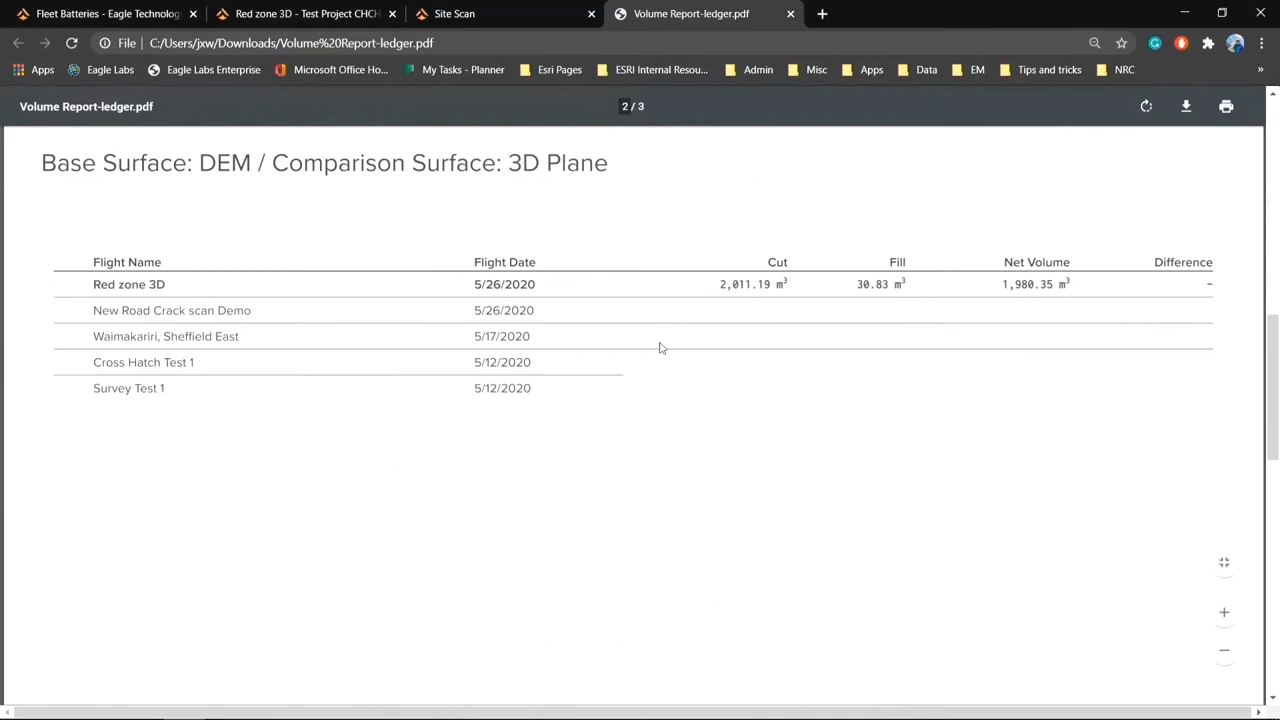 Fleet Batteries - Eagle Technolog
Red zone 3D - Test Project CHCH
Site Scan
Volume Report-ledger.pdf
File | C:/Users/jxw/Downloads/Volume%20Report-ledger.pdf
Apps Eagle Labs Eagle Labs Enterprise Microsoft Office Ho... My Tasks - Planner Esri Pages ESRI Internal Resou... Admin Misc Apps Data EM Tips and tricks NRC »
Volume Report-ledger.pdf 2 / 3
Base Surface: DEM / Comparison Surface: 3D Plane
Flight Name Flight Date Cut Fill Net Volume Difference
Red zone 3D 5/26/2020 2,011.19 m³ 30.83 m³ 1,980.35 m³ –
New Road Crack scan Demo 5/26/2020
Waimakariri, Sheffield East 5/17/2020
Cross Hatch Test 1 5/12/2020
Survey Test 1 5/12/2020